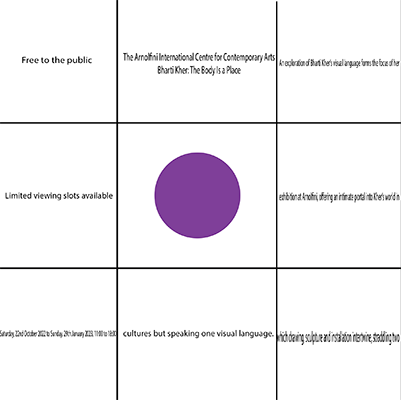 Free to the public
The Arnolfini International Centre for Contemporary Arts
Bharti Kher: The Body Is a Place
An exploration of Bharti Kher's visual language forms the focus of her
Limited viewing slots available
exhibition at Arnolfini, offering an intimate portal into Kher's world in
Saturday, 22nd October 2022 to Sunday, 29th January 2023, 11:00 to 18:00
cultures but speaking one visual language.
which drawing, sculpture and installation intertwine, straddling two